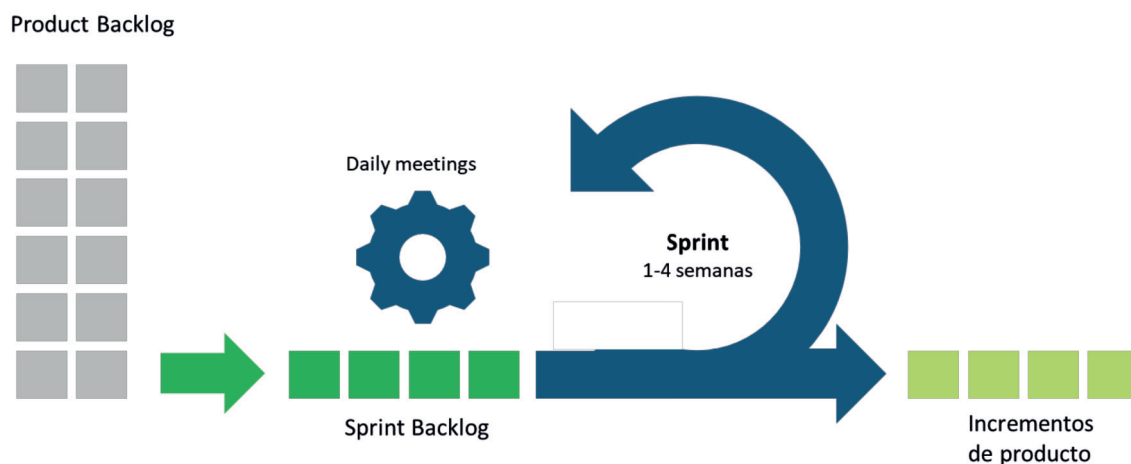 Product Backlog
Daily meetings
Sprint
1-4 semanas
Sprint Backlog
Incrementos
de producto